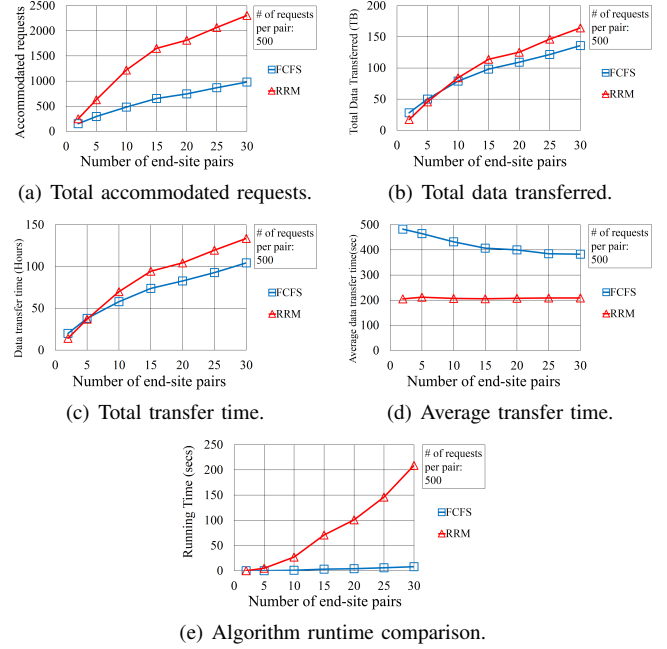 2500
2000
1500
1000
500
0
Accommodated requests
0 5 10 15 20 25 30
Number of end-site pairs
# of requests
per pair:
500
FCFS
RRM
(a) Total accommodated requests.
200
150
100
50
0
Total Data Transferred (TB)
0 5 10 15 20 25 30
Number of end-site pairs
# of requests
per pair:
500
FCFS
RRM
(b) Total data transferred.
150
100
50
0
Data transfer time (Hours)
0 5 10 15 20 25 30
Number of end-site pairs
# of requests
per pair:
500
FCFS
RRM
(c) Total transfer time.
500
400
300
200
100
0
Average data transfer time(sec)
0 5 10 15 20 25 30
Number of end-site pairs
# of requests
per pair:
500
FCFS
RRM
(d) Average transfer time.
250
200
150
100
50
0
Running Time (secs)
0 5 10 15 20 25 30
Number of end-site pairs
# of requests
per pair:
500
FCFS
RRM
(e) Algorithm runtime comparison.